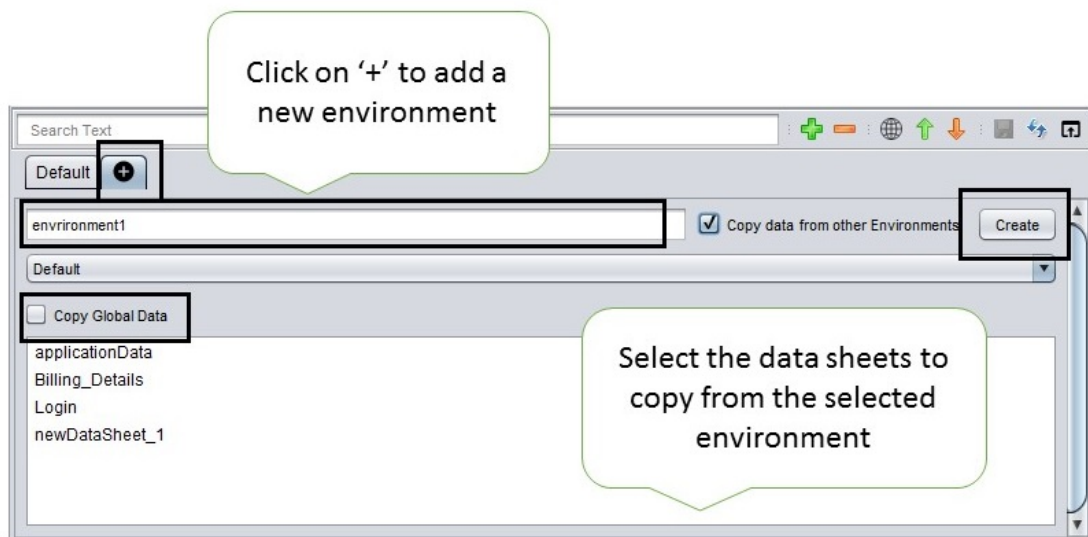 Click on ‘+’ to add a
new environment
Search Text
Default
envrironment1
Copy data from other Environments
Create
Default
Copy Global Data
applicationData
Billing_Details
Login
newDataSheet_1
Select the data sheets to
copy from the selected
environment